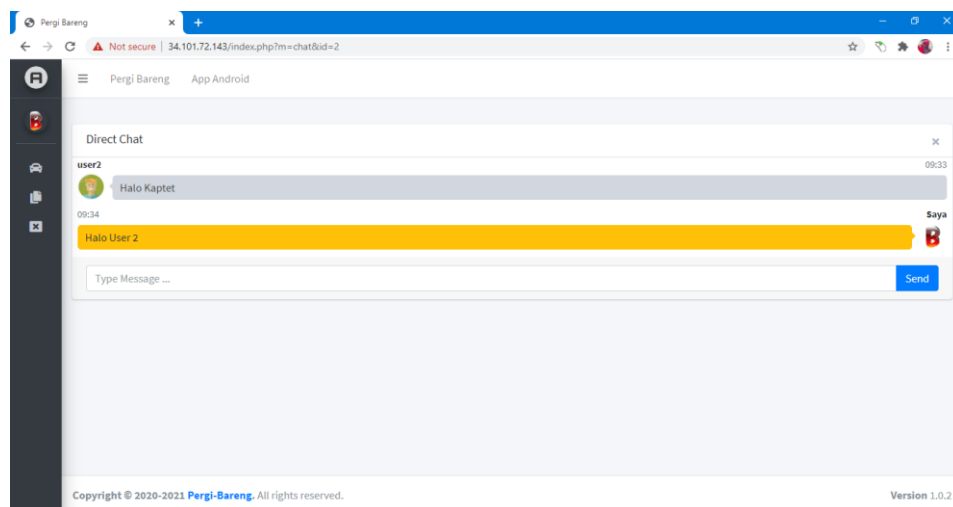 Pergi Bareng
Not secure | 34.101.72.143/index.php?m=chat&id=2
Pergi Bareng App Android
Direct Chat
user2 09:33
Halo Kaptet
09:34 Saya
Halo User 2
Type Message ... Send
Copyright © 2020-2021 Pergi-Bareng. All rights reserved. Version 1.0.2